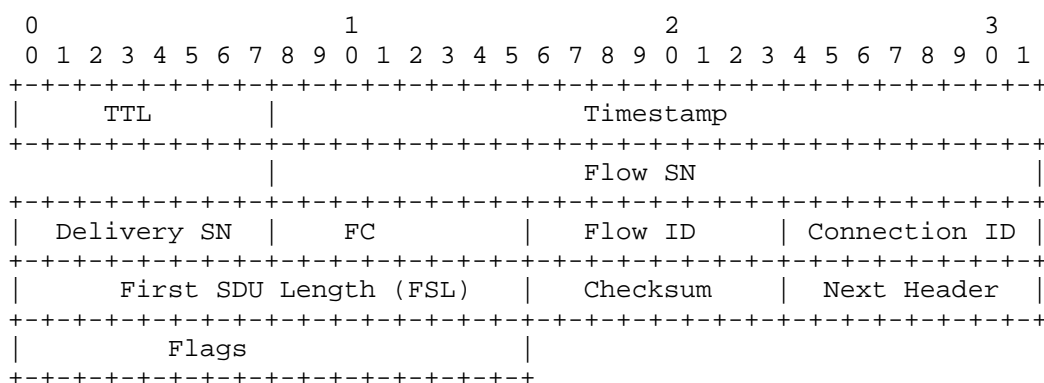 0                   1                   2                   3
 0 1 2 3 4 5 6 7 8 9 0 1 2 3 4 5 6 7 8 9 0 1 2 3 4 5 6 7 8 9 0 1
+-+-+-+-+-+-+-+-+-+-+-+-+-+-+-+-+-+-+-+-+-+-+-+-+-+-+-+-+-+-+-+-+
|     TTL       |                   Timestamp
+-+-+-+-+-+-+-+-+-+-+-+-+-+-+-+-+-+-+-+-+-+-+-+-+-+-+-+-+-+-+-+-+
                |                   Flow SN                     |
+-+-+-+-+-+-+-+-+-+-+-+-+-+-+-+-+-+-+-+-+-+-+-+-+-+-+-+-+-+-+-+-+
|  Delivery SN  |    FC         |   Flow ID     | Connection ID |
+-+-+-+-+-+-+-+-+-+-+-+-+-+-+-+-+-+-+-+-+-+-+-+-+-+-+-+-+-+-+-+-+
|      First SDU Length (FSL)   |   Checksum    |  Next Header  |
+-+-+-+-+-+-+-+-+-+-+-+-+-+-+-+-+-+-+-+-+-+-+-+-+-+-+-+-+-+-+-+-+
|         Flags                 |
+-+-+-+-+-+-+-+-+-+-+-+-+-+-+-+-+